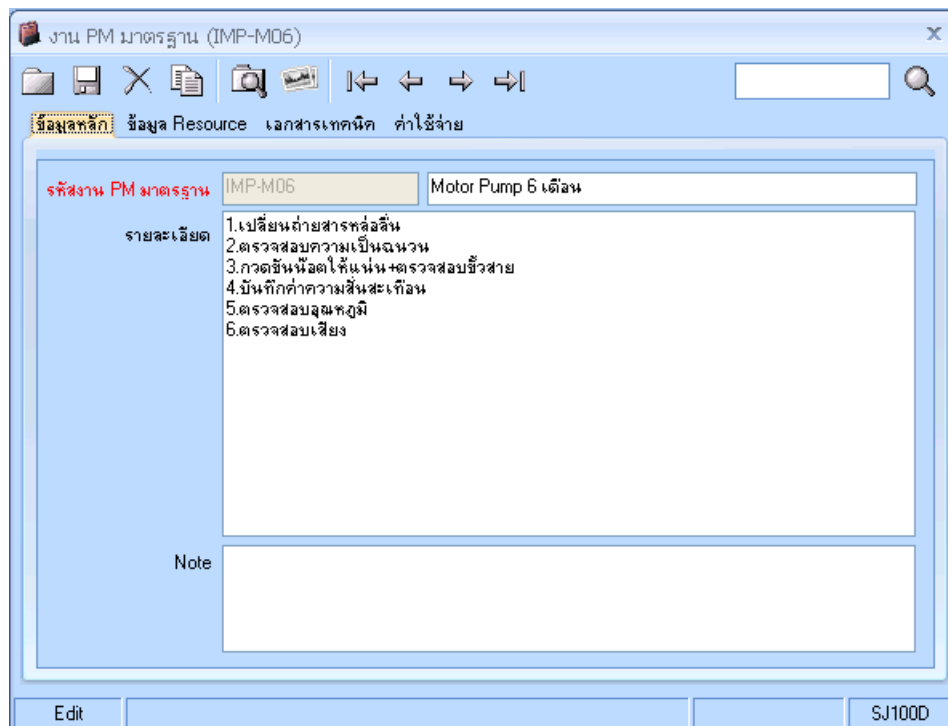 งาน PM มาตรฐาน (IMP-M06)
ข้อมูลหลัก ข้อมูล Resource เอกสารเทคนิค ค่าใช้จ่าย
รหัสงาน PM มาตรฐาน IMP-M06 Motor Pump 6 เดือน
รายละเอียด
1.เปลี่ยนถ่ายสารหล่อลื่น
2.ตรวจสอบความเป็นฉนวน
3.กวดขันน๊อตให้แน่น+ตรวจสอบขั้วสาย
4.บันทึกค่าความสั่นสะเทือน
5.ตรวจสอบอุณหภูมิ
6.ตรวจสอบเสียง
Note
Edit SJ100D